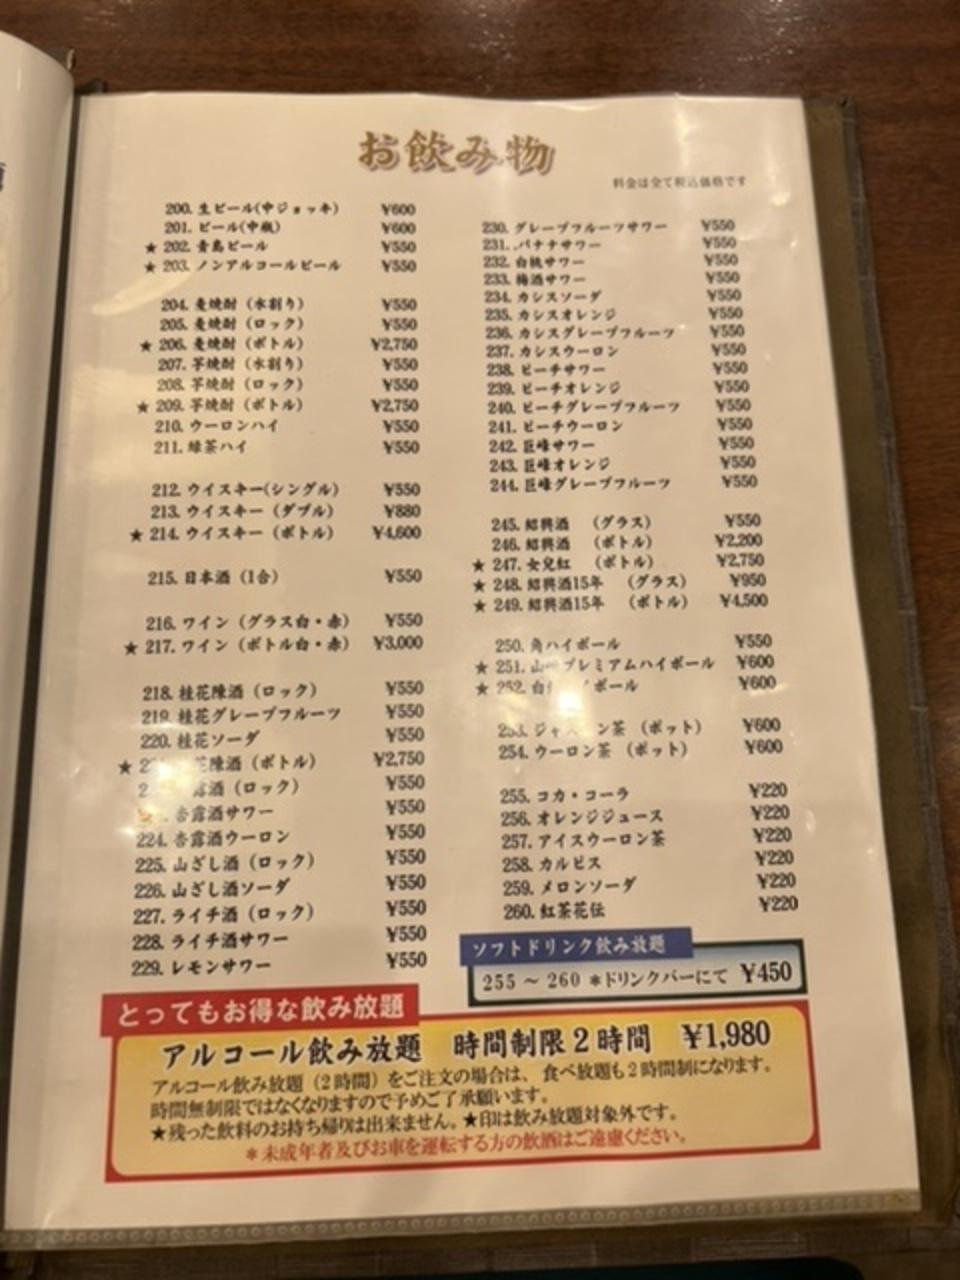 お飲み物
料金は全て税込価格です
200. 生ビール(中ジョッキ) ¥600
201. ビール(中瓶) ¥600
★ 202. 青島ビール ¥550
★ 203. ノンアルコールビール ¥550
204. 麦焼酎（水割り） ¥550
205. 麦焼酎（ロック） ¥550
★ 206. 麦焼酎（ボトル） ¥2,750
207. 芋焼酎（水割り） ¥550
208. 芋焼酎（ロック） ¥550
★ 209. 芋焼酎（ボトル） ¥2,750
210. ウーロンハイ ¥550
211. 緑茶ハイ ¥550
212. ウイスキー(シングル) ¥550
213. ウイスキー（ダブル） ¥880
★ 214. ウイスキー（ボトル） ¥4,600
215. 日本酒（1合） ¥550
216. ワイン（グラス白・赤） ¥550
★ 217. ワイン（ボトル白・赤） ¥3,000
218. 桂花陳酒（ロック） ¥550
219. 桂花グレープフルーツ ¥550
220. 桂花ソーダ ¥550
★ 花陳酒（ボトル） ¥2,750
露酒（ロック） ¥550
杏露酒サワー ¥550
224. 杏露酒ウーロン ¥550
225. 山ざし酒（ロック） ¥550
226. 山ざし酒ソーダ ¥550
227. ライチ酒（ロック） ¥550
228. ライチ酒サワー ¥550
229. レモンサワー ¥550
230. グレープフルーツサワー ¥550
231. バナナサワー ¥550
232. 白桃サワー ¥550
233. 梅酒サワー ¥550
234. カシスソーダ ¥550
235. カシスオレンジ ¥550
236. カシスグレープフルーツ ¥550
237. カシスウーロン ¥550
238. ピーチサワー ¥550
239. ピーチオレンジ ¥550
240. ピーチグレープフルーツ ¥550
241. ピーチウーロン ¥550
242. 巨峰サワー ¥550
243. 巨峰オレンジ ¥550
244. 巨峰グレープフルーツ ¥550
245. 紹興酒 （グラス） ¥550
246. 紹興酒 （ボトル） ¥2,200
★ 247. 女兒紅 （ボトル） ¥2,750
★ 248. 紹興酒15年 （グラス） ¥950
★ 249. 紹興酒15年 （ボトル） ¥4,500
250. 角ハイボール ¥550
★ 251. 山 プレミアムハイボール ¥600
★ 252. 白 ボール ¥600
253. ジャス ン茶（ポット） ¥600
254. ウーロン茶（ポット） ¥600
255. コカ・コーラ ¥220
256. オレンジジュース ¥220
257. アイスウーロン茶 ¥220
258. カルピス ¥220
259. メロンソーダ ¥220
260. 紅茶花伝 ¥220
ソフトドリンク飲み放題
255 ～ 260 ＊ドリンクバーにて ¥450
とってもお得な飲み放題
アルコール飲み放題 時間制限２時間 ¥1,980
アルコール飲み放題（２時間）をご注文の場合は、食べ放題も２時間制になります。
時間無制限ではなくなりますので予めご了承願います。
★残った飲料のお持ち帰りは出来ません。★印は飲み放題対象外です。
＊未成年者及びお車を運転する方の飲酒はご遠慮ください。